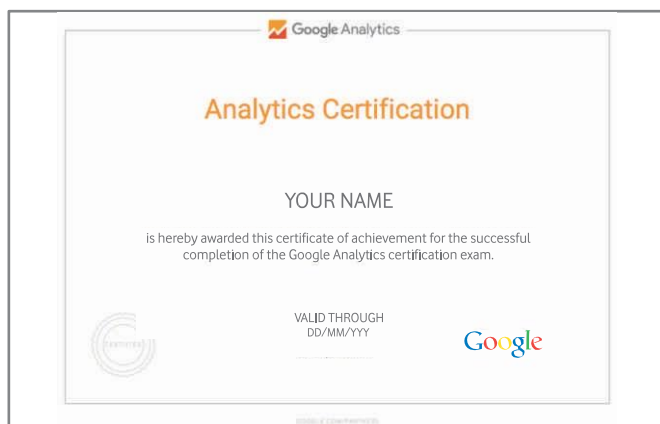 Google Analytics
Analytics Certification
YOUR NAME
is hereby awarded this certificate of achievement for the successful
completion of the Google Analytics certification exam.
VALID THROUGH
DD/MM/YYY
Google